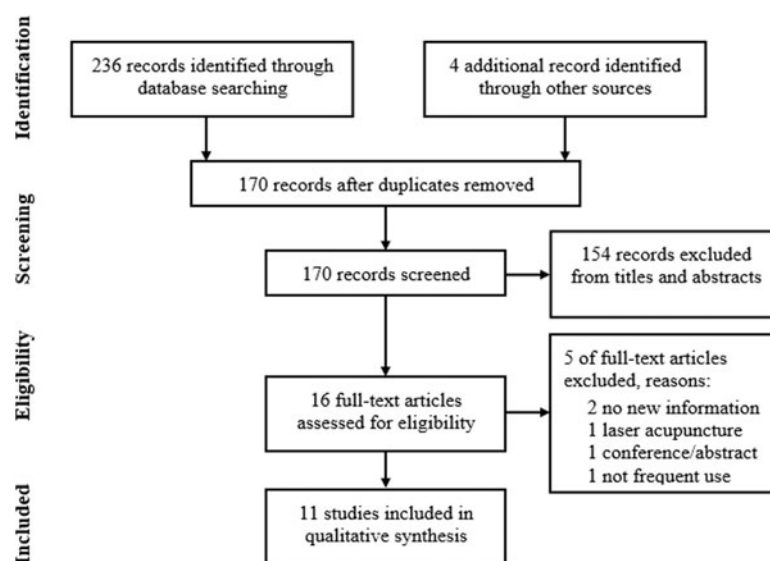 Identification
236 records identified through
database searching
4 additional record identified
through other sources
170 records after duplicates removed
Screening
170 records screened
154 records excluded
from titles and abstracts
Eligibility
16 full-text articles
assessed for eligibility
5 of full-text articles
excluded, reasons:
2 no new information
1 laser acupuncture
1 conference/abstract
1 not frequent use
Included
11 studies included in
qualitative synthesis